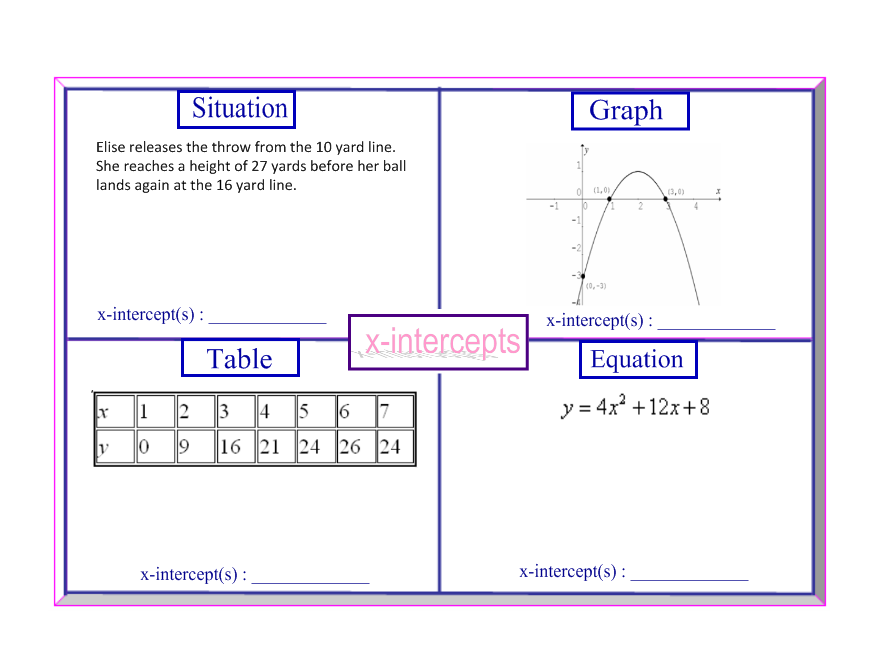 Situation
Elise releases the throw from the 10 yard line.
She reaches a height of 27 yards before her ball
lands again at the 16 yard line.
x-intercept(s) : _____________
Graph
y
1
0
(1,0)
(3,0)
x
-1
0
1
2
3
4
-1
-2
-3
(0,-3)
-4
x-intercept(s) : _____________
x-intercepts
Table
x 1 2 3 4 5 6 7
y 0 9 16 21 24 26 24
x-intercept(s) : _____________
Equation
y = 4x² +12x+8
x-intercept(s) : _____________